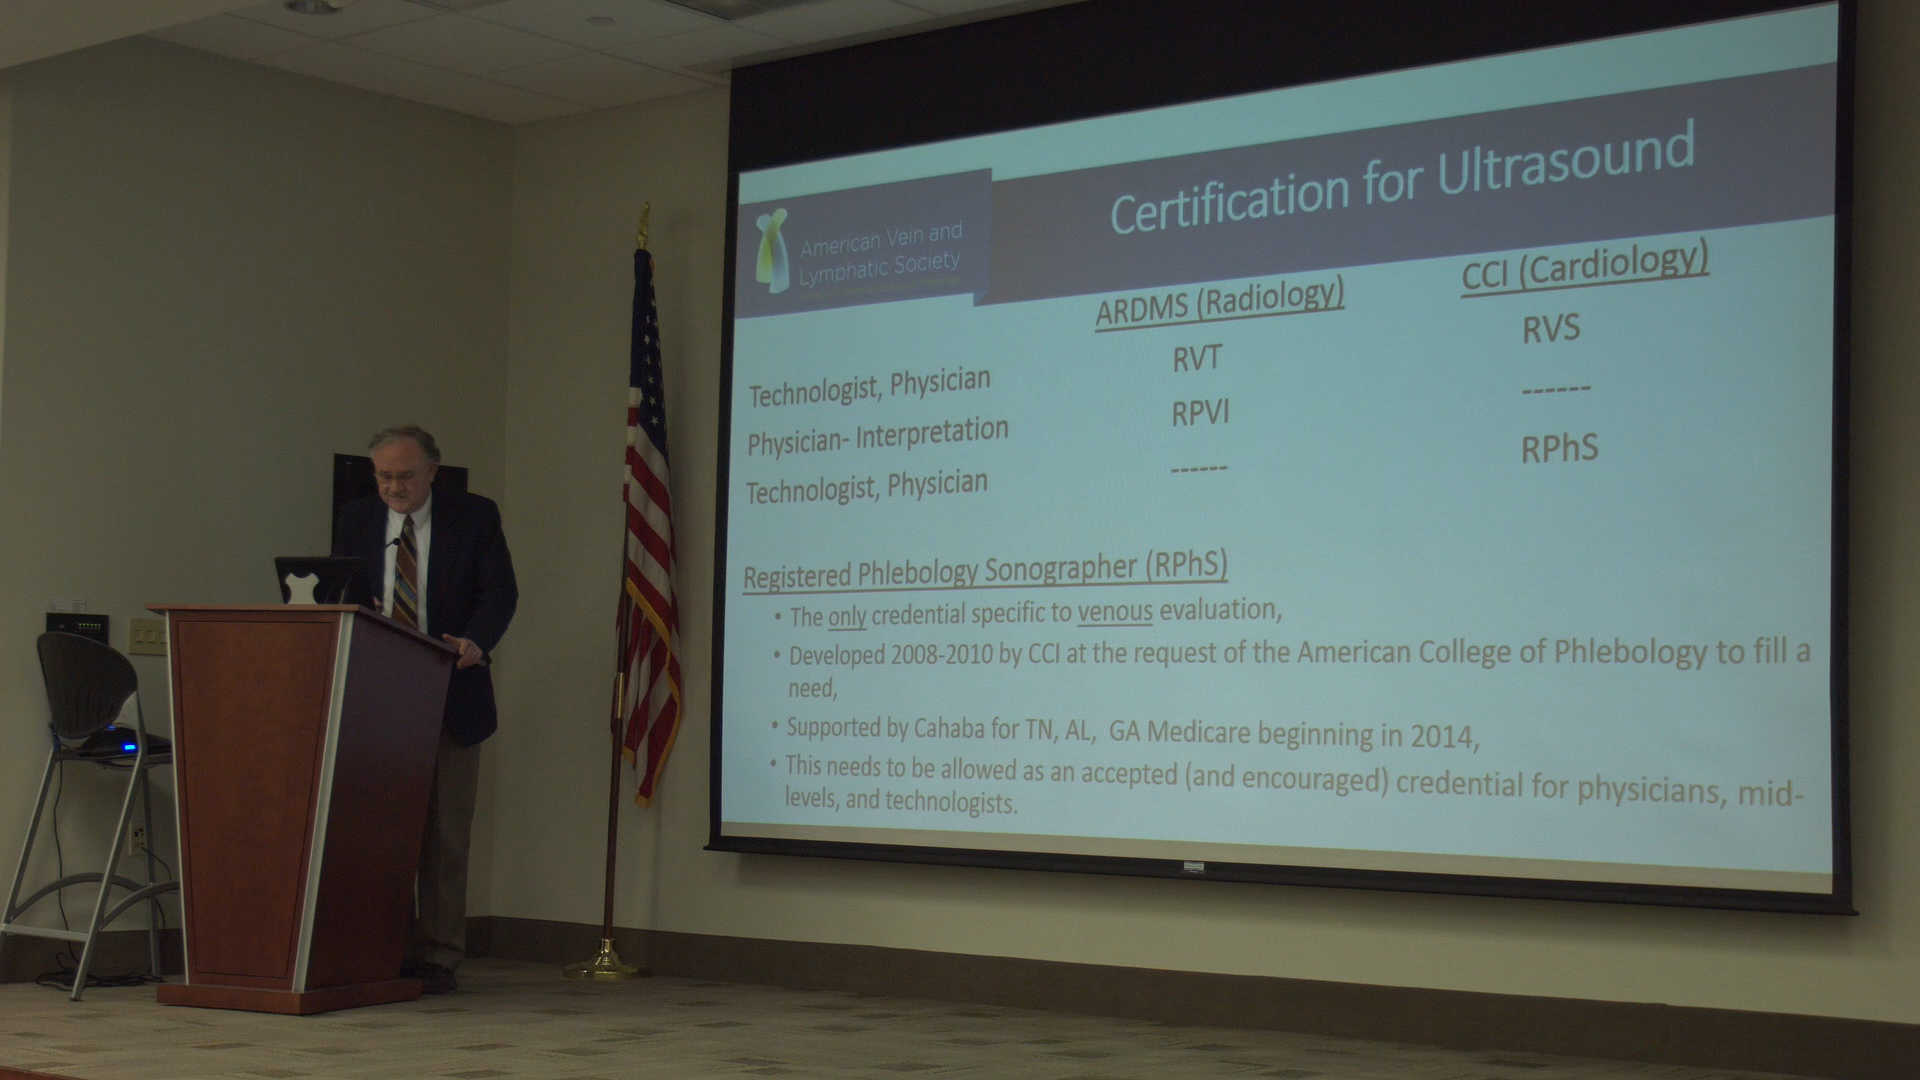 Certification for Ultrasound
American Vein and
Lymphatic Society
ARDMS (Radiology)
CCI (Cardiology)
Technologist, Physician
RVT
RVS
Physician- Interpretation
RPVI
------
Technologist, Physician
------
RPhS
Registered Phlebology Sonographer (RPhS)
• The only credential specific to venous evaluation,
• Developed 2008-2010 by CCI at the request of the American College of Phlebology to fill a
need,
• Supported by Cahaba for TN, AL, GA Medicare beginning in 2014,
• This needs to be allowed as an accepted (and encouraged) credential for physicians, mid-
levels, and technologists.